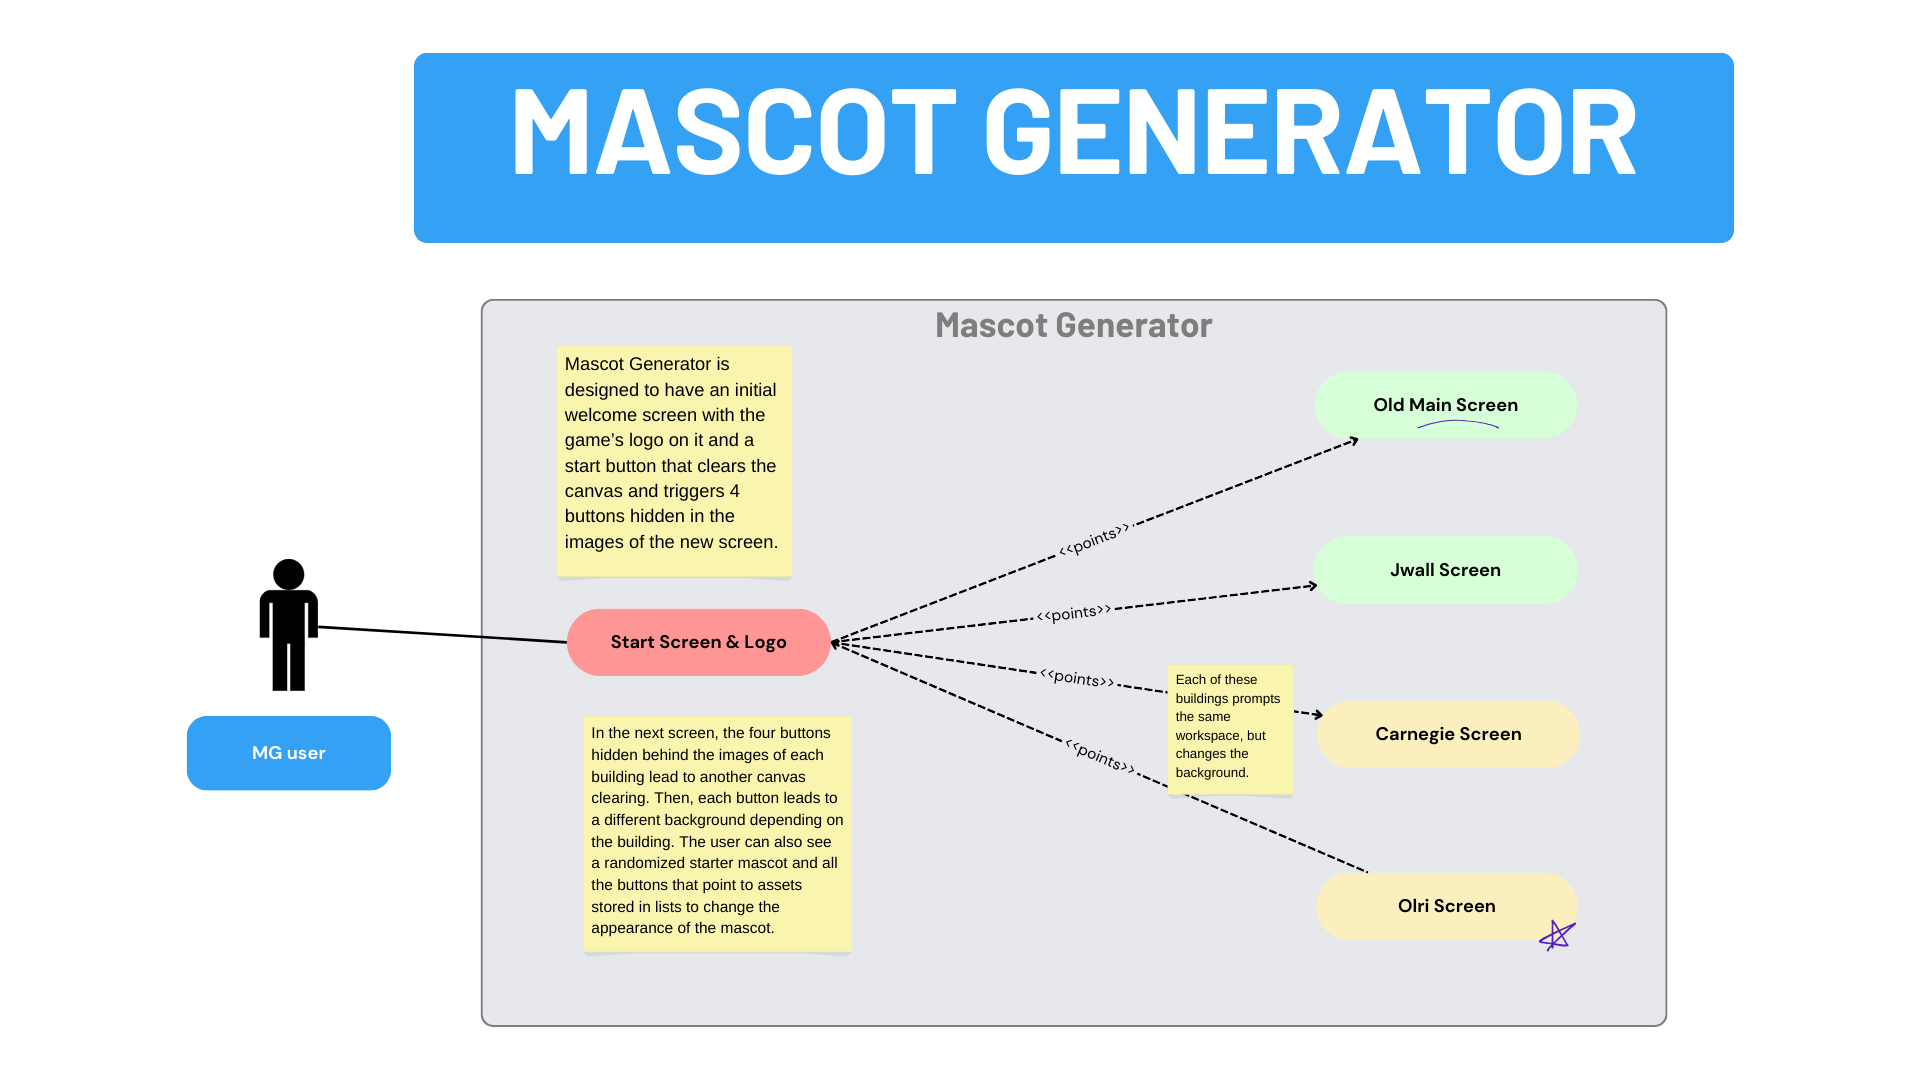 MASCOT GENERATOR
Mascot Generator
Mascot Generator is
designed to have an initial
welcome screen with the
game’s logo on it and a
start button that clears the
canvas and triggers 4
buttons hidden in the
images of the new screen.
Old Main Screen
<<points>>
Jwall Screen
<<points>>
Start Screen & Logo
<<points>>
Each of these
buildings prompts
the same
workspace, but
changes the
background.
Carnegie Screen
MG user
<<points>>
In the next screen, the four buttons
hidden behind the images of each
building lead to another canvas
clearing. Then, each button leads to
a different background depending on
the building. The user can also see
a randomized starter mascot and all
the buttons that point to assets
stored in lists to change the
appearance of the mascot.
Olri Screen